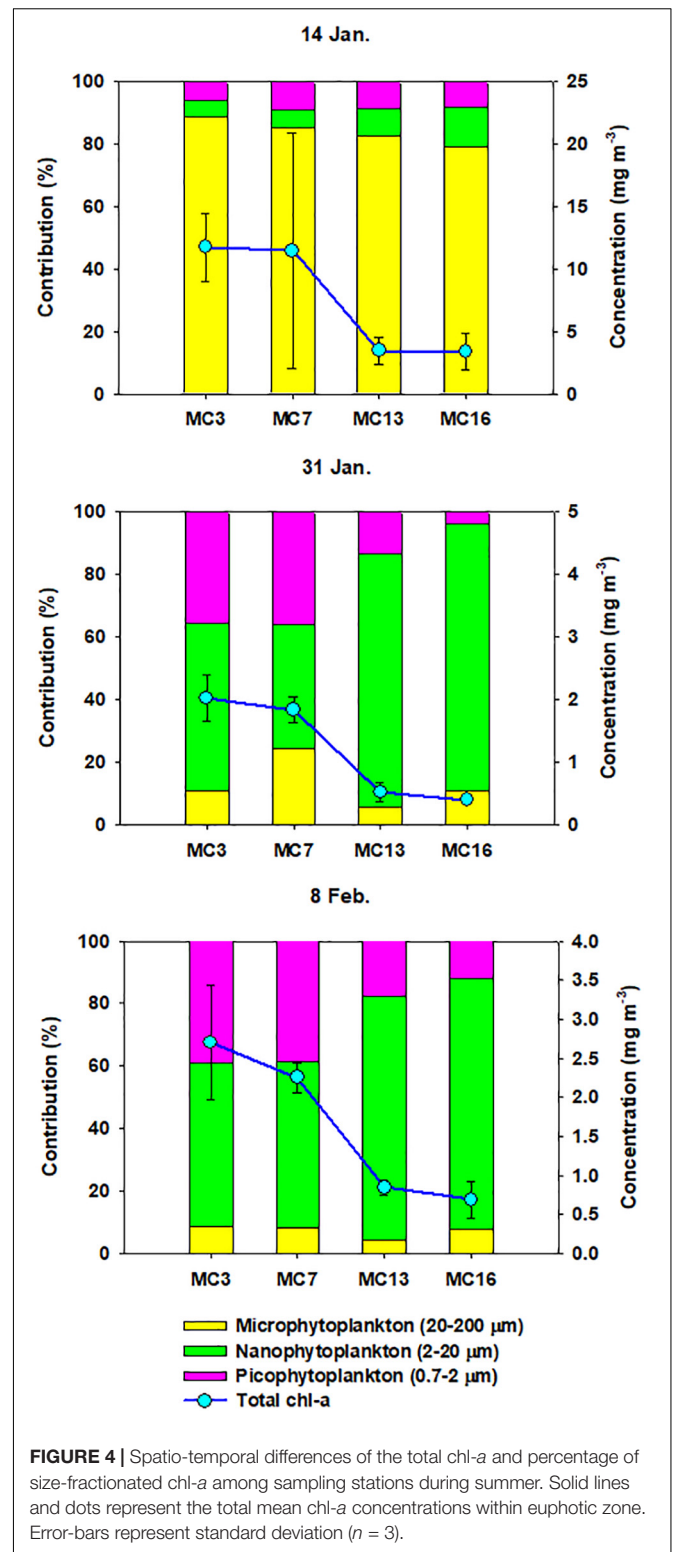 14 Jan.
100
80
60
40
20
0
Contribution (%)
25
20
15
10
5
0
Concentration (mg m⁻³)
MC3 MC7 MC13 MC16
31 Jan.
100
80
60
40
20
0
Contribution (%)
5
4
3
2
1
0
Concentration (mg m⁻³)
MC3 MC7 MC13 MC16
8 Feb.
100
80
60
40
20
0
Contribution (%)
4.0
3.5
3.0
2.5
2.0
1.5
1.0
0.5
0.0
Concentration (mg m⁻³)
MC3 MC7 MC13 MC16
Microphytoplankton (20-200 µm)
Nanophytoplankton (2-20 µm)
Picophytoplankton (0.7-2 µm)
Total chl-a
FIGURE 4 | Spatio-temporal differences of the total chl-a and percentage of
size-fractionated chl-a among sampling stations during summer. Solid lines
and dots represent the total mean chl-a concentrations within euphotic zone.
Error-bars represent standard deviation (n = 3).